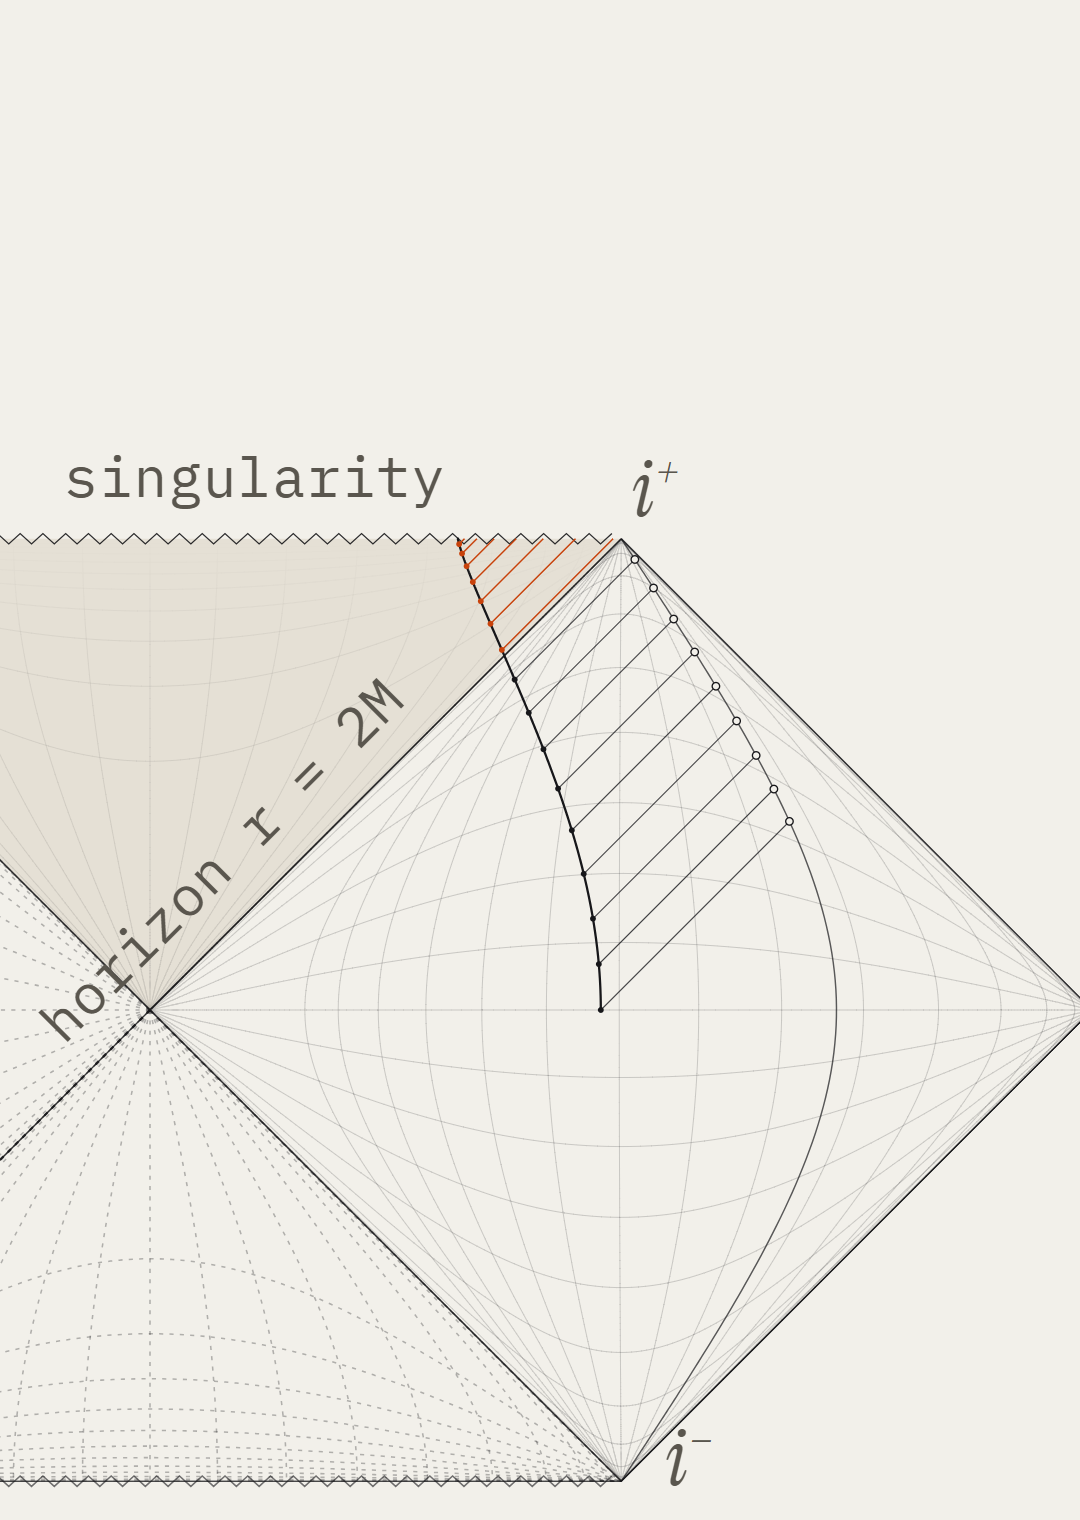 singularity
i⁺
horizon r = 2M
i⁻